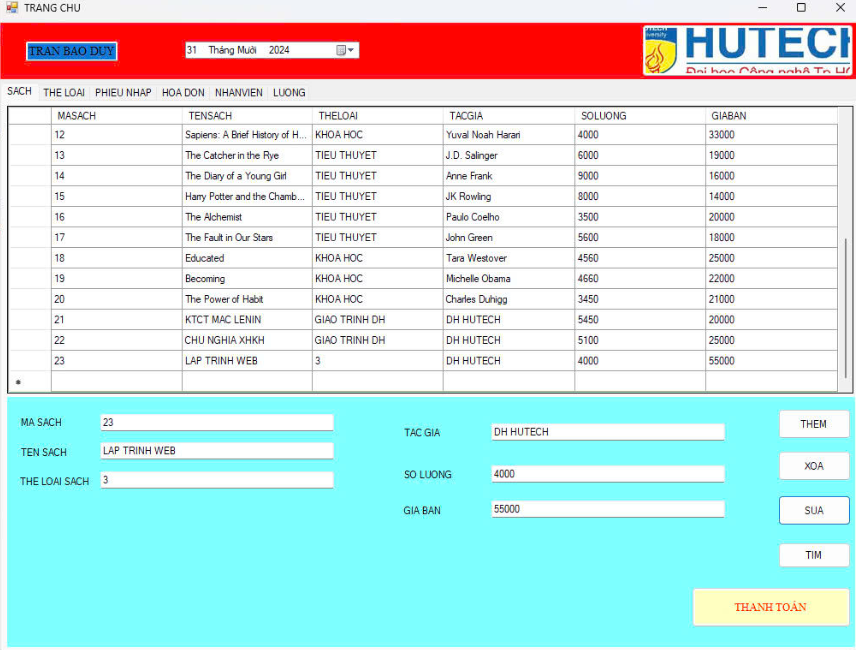 TRANG CHU
TRAN BAO DUY
31 Tháng Mười 2024
HUTECH
Đại học Công nghệ Tp HC
SACH THE LOAI PHIEU NHAP HOA DON NHANVIEN LUONG
MASACH TENSACH THELOAI TACGIA SOLUONG GIABAN
12 Sapiens: A Brief History of H... KHOA HOC Yuval Noah Harari 4000 33000
13 The Catcher in the Rye TIEU THUYET J.D. Salinger 6000 19000
14 The Diary of a Young Girl TIEU THUYET Anne Frank 9000 16000
15 Harry Potter and the Chamb... TIEU THUYET JK Rowling 8000 14000
16 The Alchemist TIEU THUYET Paulo Coelho 3500 20000
17 The Fault in Our Stars TIEU THUYET John Green 5600 18000
18 Educated KHOA HOC Tara Westover 4560 25000
19 Becoming KHOA HOC Michelle Obama 4660 22000
20 The Power of Habit KHOA HOC Charles Duhigg 3450 21000
21 KTCT MAC LENIN GIAO TRINH DH DH HUTECH 5450 20000
22 CHU NGHIA XHKH GIAO TRINH DH DH HUTECH 5100 25000
23 LAP TRINH WEB 3 DH HUTECH 4000 55000
MA SACH 23
TEN SACH LAP TRINH WEB
THE LOAI SACH 3
TAC GIA DH HUTECH
SO LUONG 4000
GIA BAN 55000
THEM
XOA
SUA
TIM
THANH TOÁN